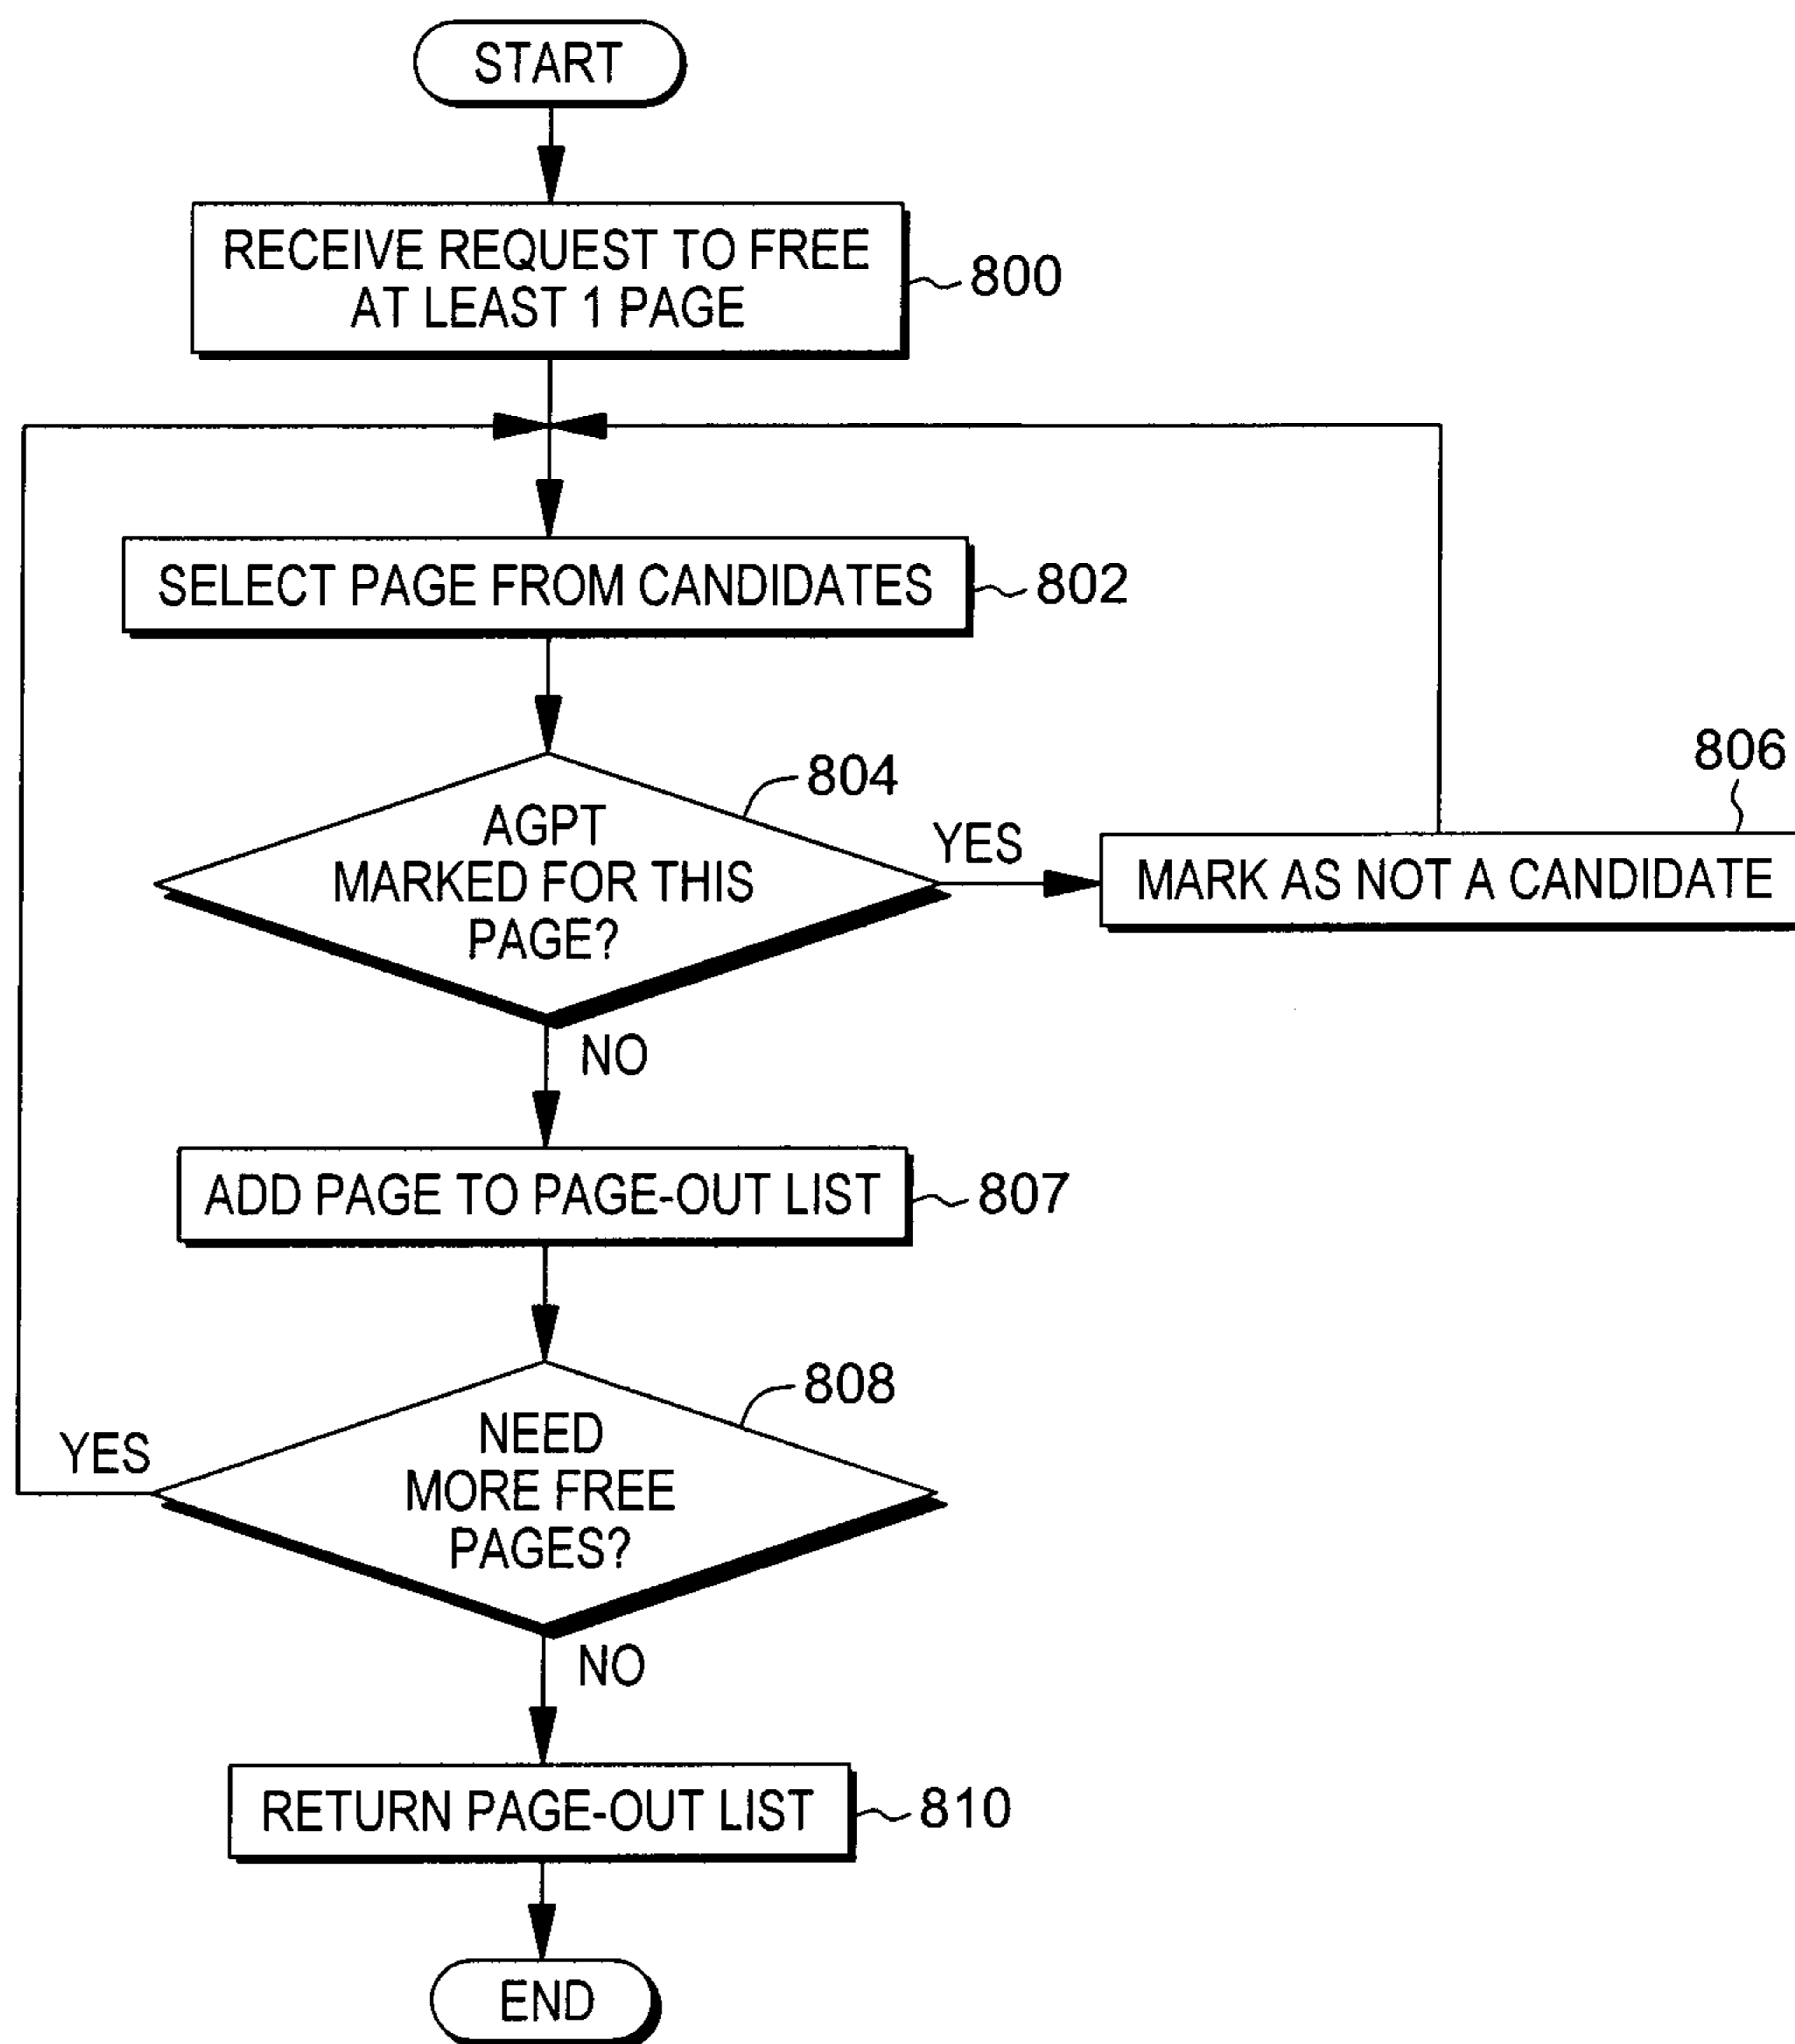 START
RECEIVE REQUEST TO FREE
AT LEAST 1 PAGE
800
SELECT PAGE FROM CANDIDATES
802
804
AGPT
MARKED FOR THIS
PAGE?
YES
806
MARK AS NOT A CANDIDATE
NO
ADD PAGE TO PAGE-OUT LIST
807
808
NEED
MORE FREE
PAGES?
YES
NO
RETURN PAGE-OUT LIST
810
END